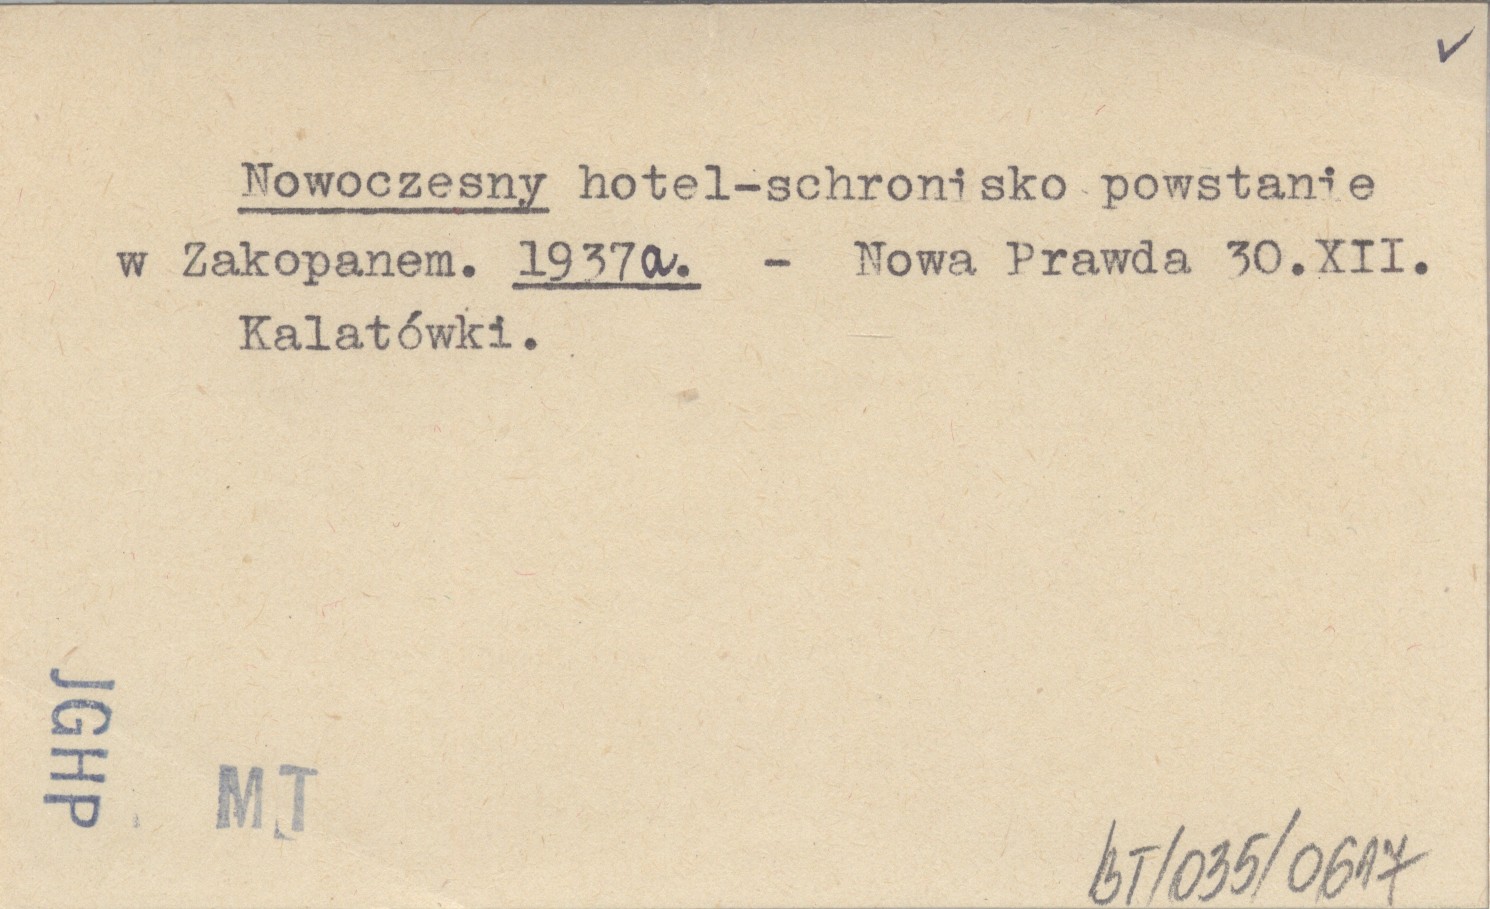 Nowoczesny hotel-schronisko powstanie
w Zakopanem. 1937a. - Nowa Prawda 30.XII.
Kalatówki.
JGHP
MT
BT/035/0617